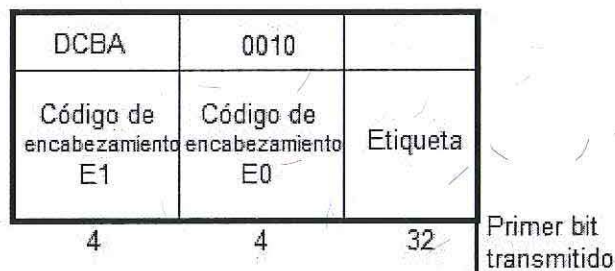 DCBA 0010
Código de encabezamiento E1
Código de encabezamiento E0
Etiqueta
4 4 32
Primer bit transmitido